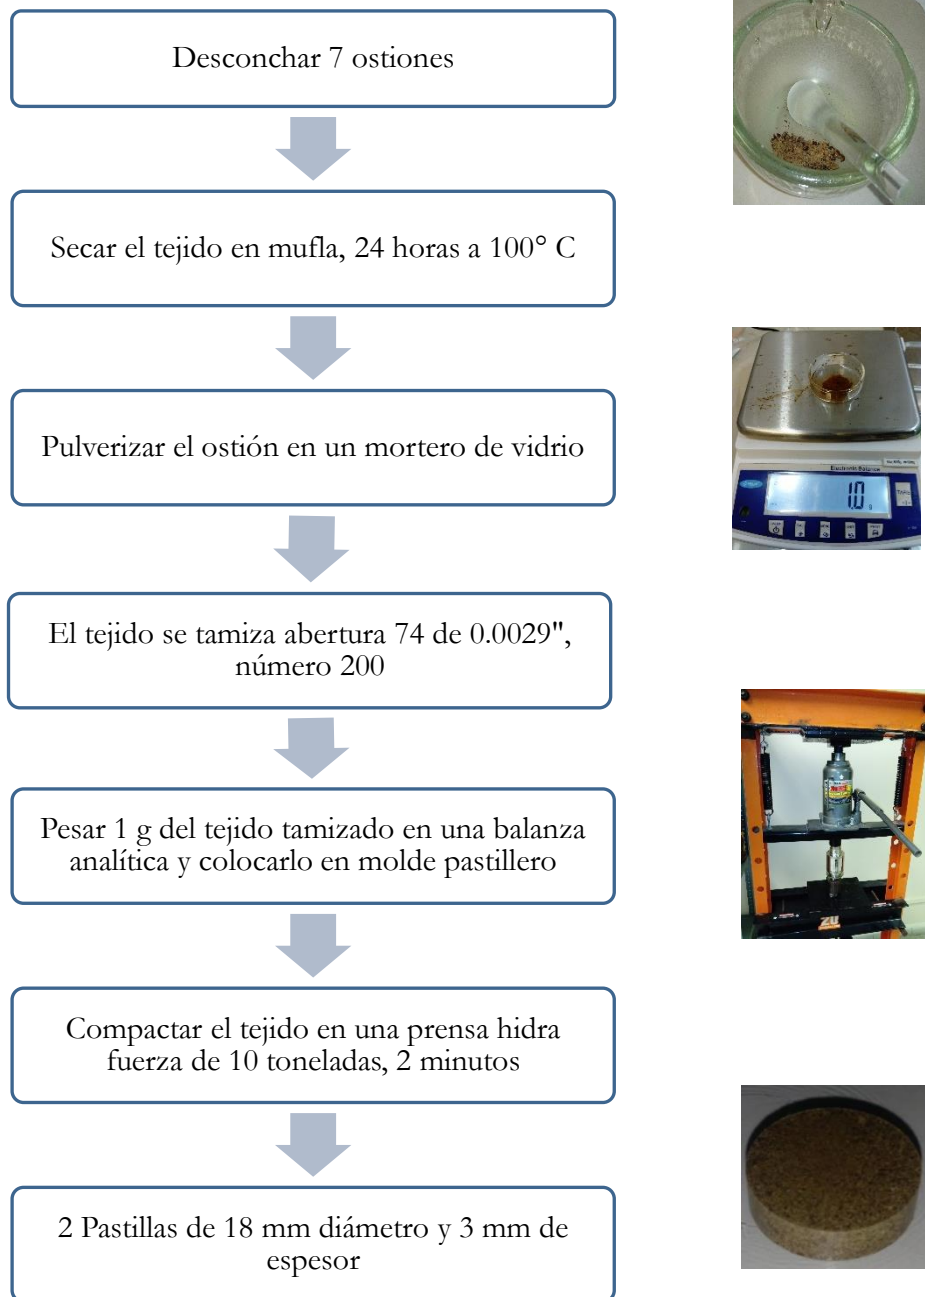 Desconchar 7 ostiones
Secar el tejido en mufla, 24 horas a 100° C
Pulverizar el ostión en un mortero de vidrio
Electronic Balance
1.0
El tejido se tamiza abertura 74 de 0.0029",
número 200
Pesar 1 g del tejido tamizado en una balanza
analítica y colocarlo en molde pastillero
ZU
Compactar el tejido en una prensa hidra
fuerza de 10 toneladas, 2 minutos
2 Pastillas de 18 mm diámetro y 3 mm de
espesor